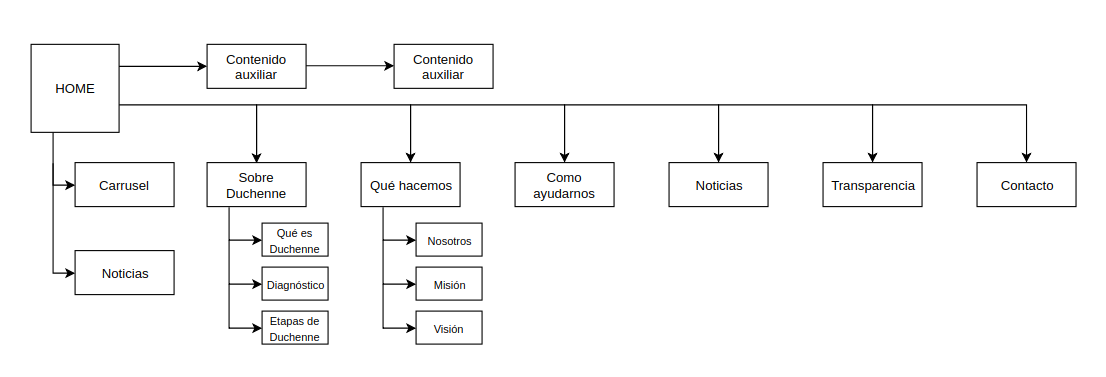 HOME
Contenido
auxiliar
Contenido
auxiliar
Carrusel
Noticias
Sobre
Duchenne
Qué es
Duchenne
Diagnóstico
Etapas de
Duchenne
Qué hacemos
Nosotros
Misión
Visión
Como
ayudarnos
Noticias
Transparencia
Contacto